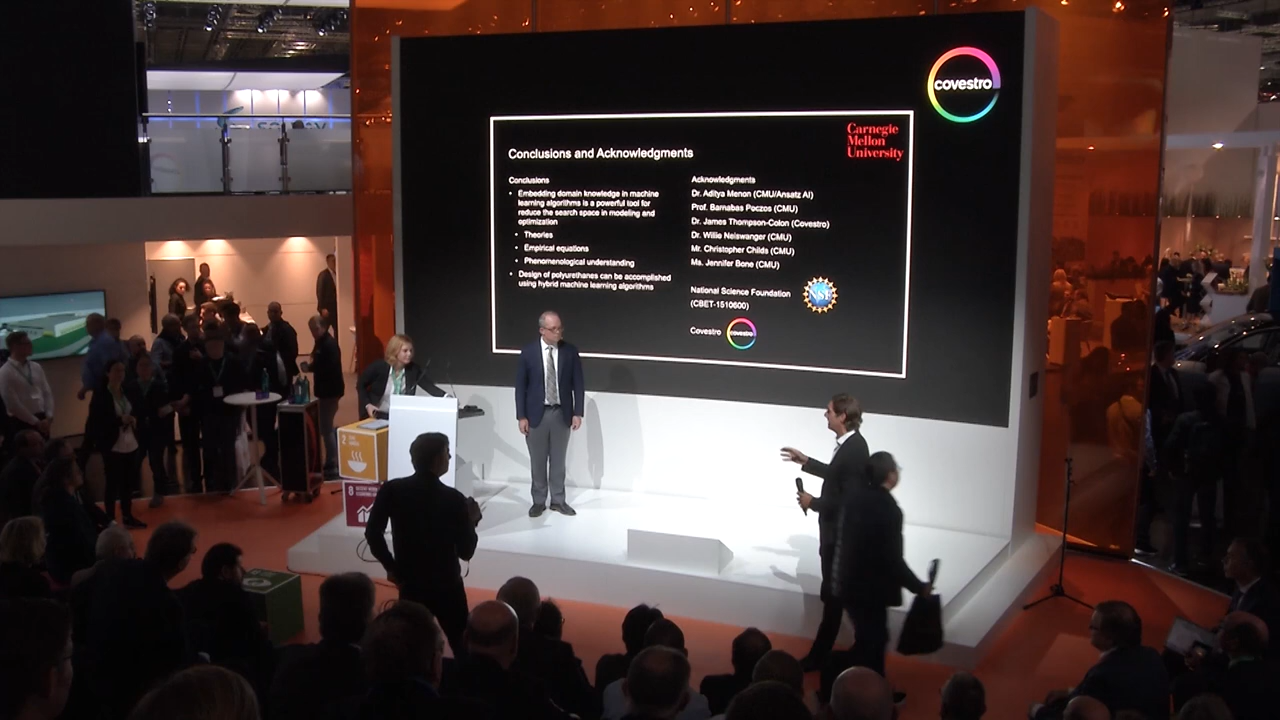 covestro
Carnegie
Mellon
University
Conclusions and Acknowledgments
Conclusions
• Embedding domain knowledge in machine
learning algorithms is a powerful tool for
reduce the search space in modeling and
optimization
• Theories
• Empirical equations
• Phenomenological understanding
• Design of polyurethanes can be accomplished
using hybrid machine learning algorithms
Acknowledgments
Dr. Aditya Menon (CMU/Ansatz AI)
Prof. Barnabas Poczos (CMU)
Dr. James Thompson-Colon (Covestro)
Dr. Willie Neiswanger (CMU)
Mr. Christopher Childs (CMU)
Ms. Jennifer Bone (CMU)
National Science Foundation
(CBET-1510600)
NSF
Covestro
covestro
2
8